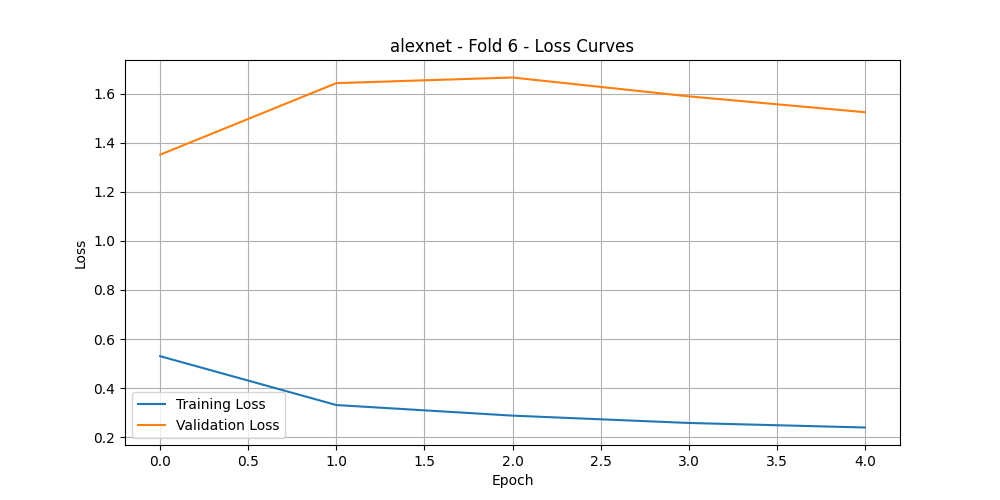 alexnet - Fold 6 - Loss Curves
Loss
1.6
1.4
1.2
1.0
0.8
0.6
0.4
0.2
Training Loss
Validation Loss
0.0 0.5 1.0 1.5 2.0 2.5 3.0 3.5 4.0
Epoch